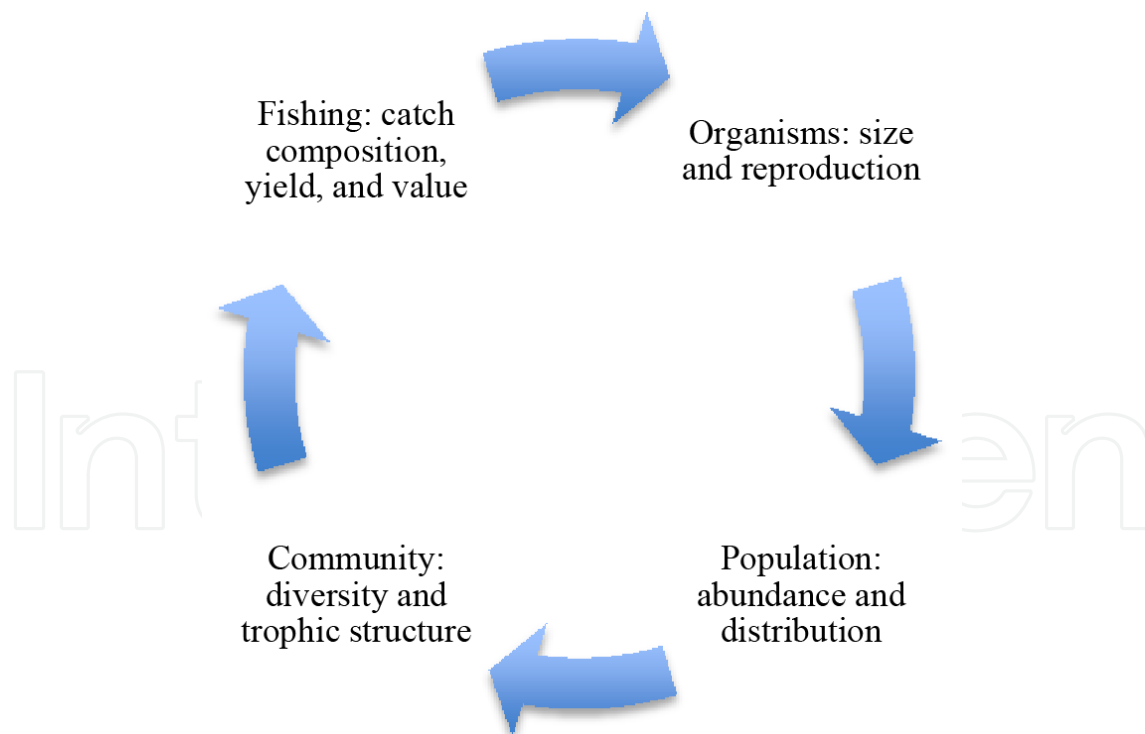 Fishing: catch
composition,
yield, and value
Organisms: size
and reproduction
Population:
abundance and
distribution
Community:
diversity and
trophic structure